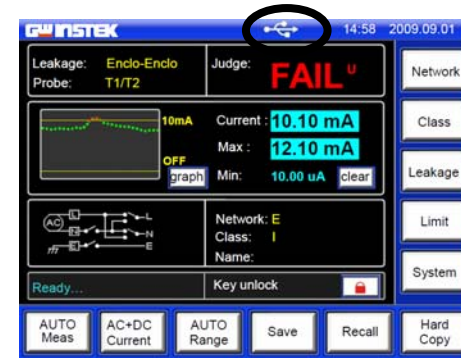 GWINSTEK 14:58 2009.09.01
Leakage: Enclo-Enclo
Probe: T1/T2
Judge: FAIL U
10mA
OFF
graph
Current : 10.10 mA
Max : 12.10 mA
Min: 10.00 uA clear
AC L L
N N
E E
Network: E
Class: I
Name:
Ready... Key unlock
Network
Class
Leakage
Limit
System
AUTO Meas
AC+DC Current
AUTO Range
Save
Recall
Hard Copy